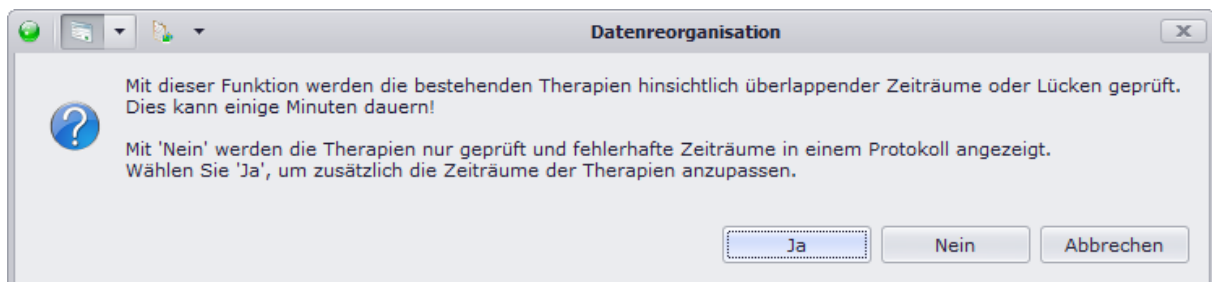 Datenreorganisation
Mit dieser Funktion werden die bestehenden Therapien hinsichtlich überlappender Zeiträume oder Lücken geprüft.
Dies kann einige Minuten dauern!
Mit 'Nein' werden die Therapien nur geprüft und fehlerhafte Zeiträume in einem Protokoll angezeigt.
Wählen Sie 'Ja', um zusätzlich die Zeiträume der Therapien anzupassen.
Ja Nein Abbrechen